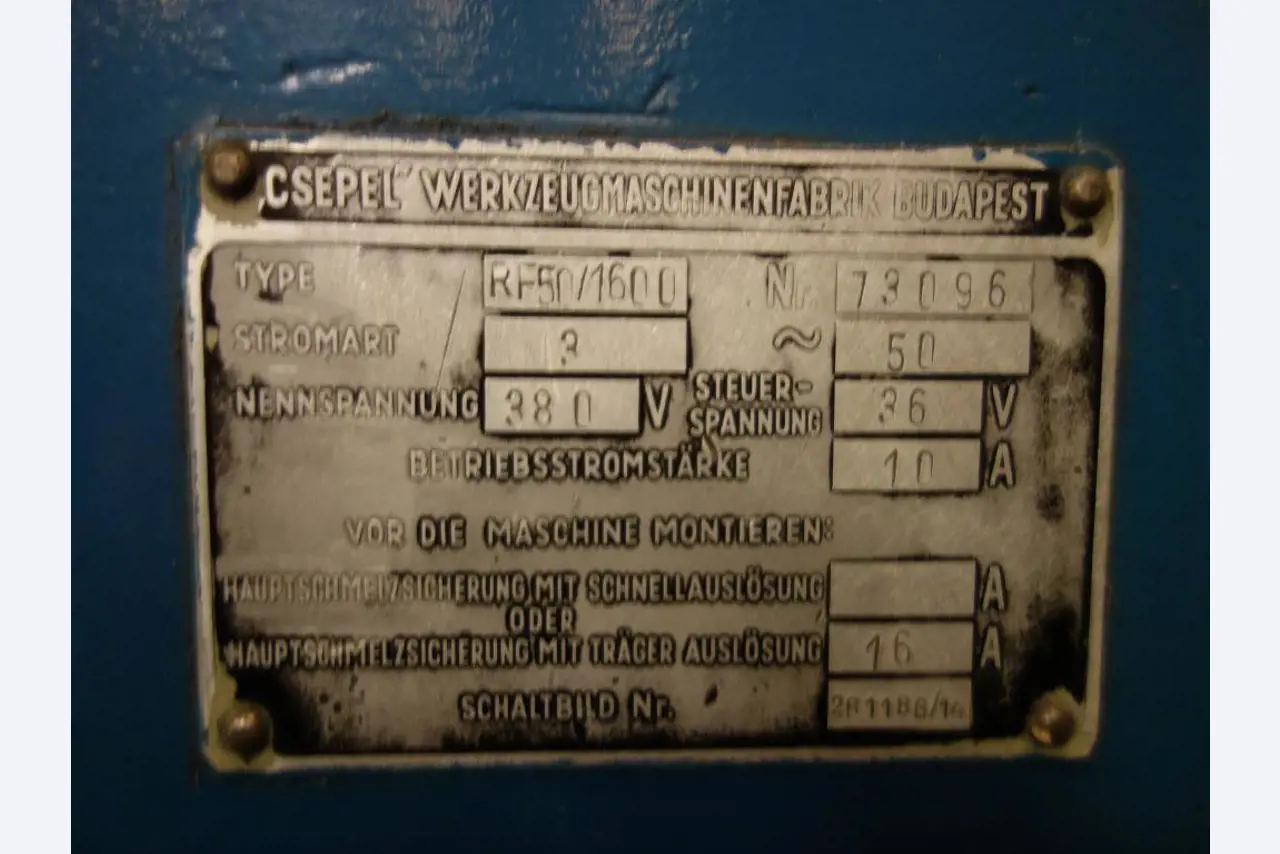 „CSEPEL” WERKZEUGMASCHINENFABRIK BUDAPEST
TYPE RF50/1600 Nr. 73096
STROMART 3 ~ 50
NENNSPANNUNG 380 V STEUER-SPANNUNG 36 V
BETRIEBSSTROMSTÄRKE 10 A
VOR DIE MASCHINE MONTIEREN:
HAUPTSCHMELZSICHERUNG MIT SCHNELLAUSLÖSUNG A
ODER
HAUPTSCHMELZSICHERUNG MIT TRÄGER AUSLÖSUNG 16 A
SCHALTBILD Nr.